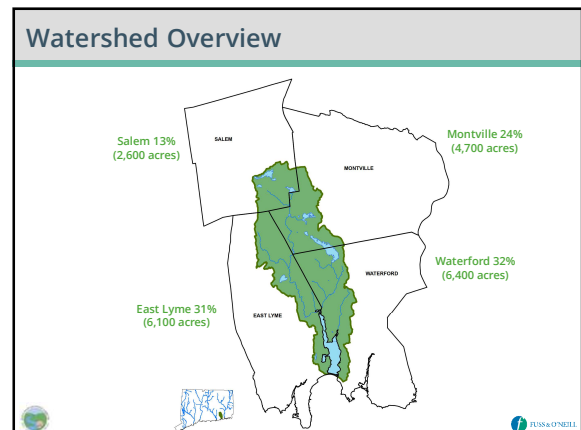 Watershed Overview
Salem 13%
(2,600 acres)
SALEM
Montville 24%
(4,700 acres)
MONTVILLE
Waterford 32%
(6,400 acres)
WATERFORD
East Lyme 31%
(6,100 acres)
EAST LYME
FUSS & O'NEILL